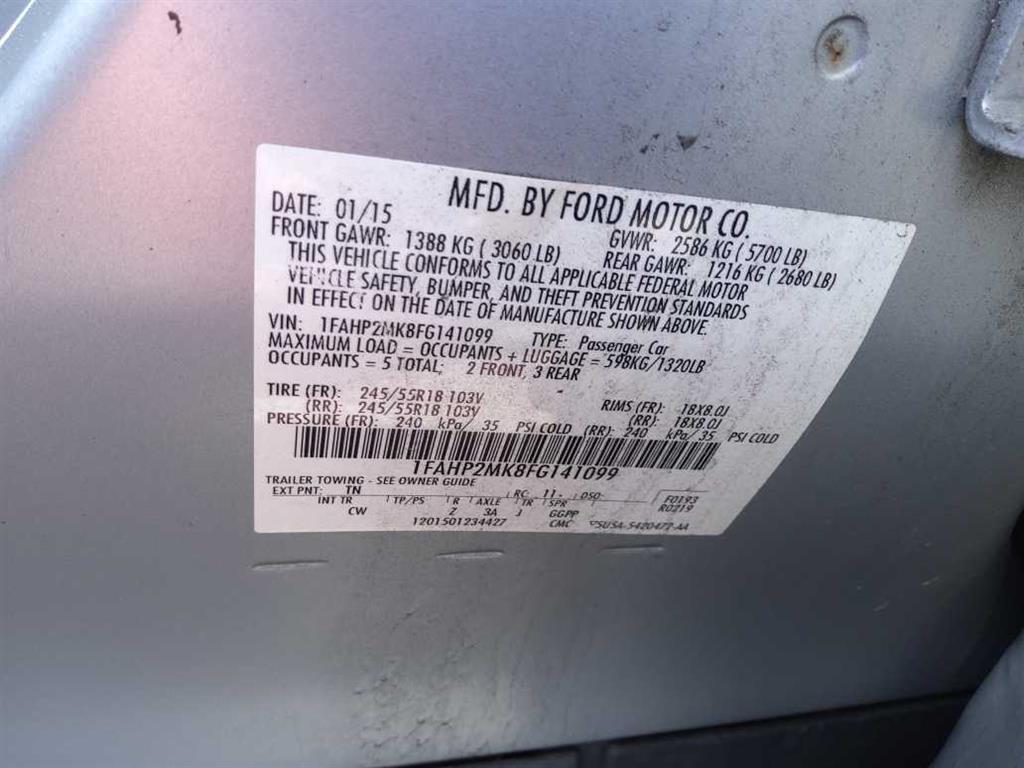 MFD. BY FORD MOTOR CO.
DATE: 01/15 GVWR: 2586 KG ( 5700 LB)
FRONT GAWR: 1388 KG ( 3060 LB) REAR GAWR: 1216 KG ( 2680 LB)
THIS VEHICLE CONFORMS TO ALL APPLICABLE FEDERAL MOTOR
VEHICLE SAFETY, BUMPER, AND THEFT PREVENTION STANDARDS
IN EFFECT ON THE DATE OF MANUFACTURE SHOWN ABOVE.
VIN: 1FAHP2MK8FG141099 TYPE: Passenger Car
MAXIMUM LOAD = OCCUPANTS + LUGGAGE = 598KG/1320LB
OCCUPANTS = 5 TOTAL; 2 FRONT, 3 REAR
TIRE (FR): 245/55R18 103V RIMS (FR): 18X8.0J
(RR): 245/55R18 103V (RR): 18X8.0J
PRESSURE (FR): 240 kPa/ 35 PSI COLD (RR): 240 kPa/ 35 PSI COLD
1FAHP2MK8FG141099
TRAILER TOWING - SEE OWNER GUIDE
EXT PNT: TN RC: 11 DSO: F0193
R0219
INT TR TP/PS R AXLE TR SPR
CW Z 3A J GGPP
1201501234427 CMC